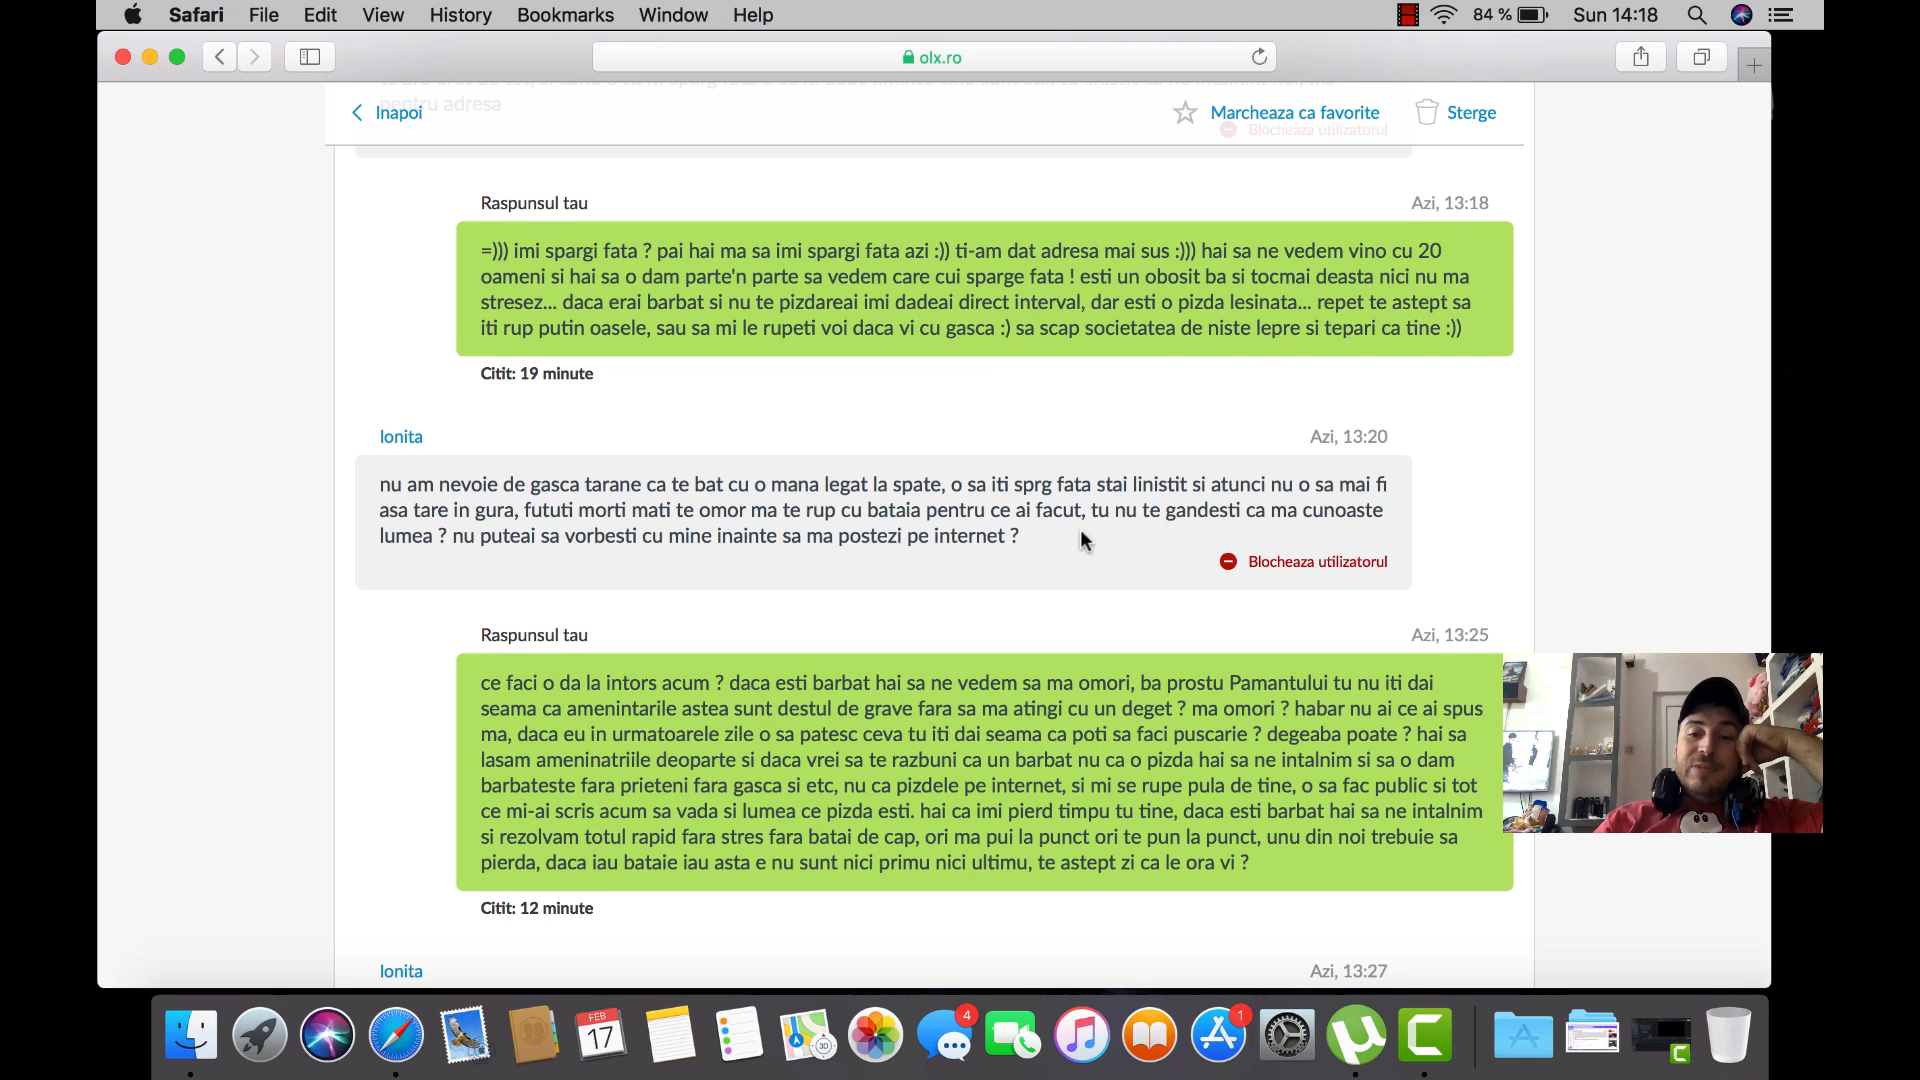 Safari File Edit View History Bookmarks Window Help 84 % Sun 14:18
olx.ro
pentru adresa
Inapoi Marcheaza ca favorite Sterge
Blocheaza utilizatorul
Raspunsul tau Azi, 13:18
=))) imi spargi fata ? pai hai ma sa imi spargi fata azi :)) ti-am dat adresa mai sus :))) hai sa ne vedem vino cu 20
oameni si hai sa o dam parte'n parte sa vedem care cui sparge fata ! esti un obosit ba si tocmai deasta nici nu ma
stresez... daca erai barbat si nu te pizdareai imi dadeai direct interval, dar esti o pizda lesinata... repet te astept sa
iti rup putin oasele, sau sa mi le rupeti voi daca vi cu gasca :) sa scap societatea de niste lepre si tepari ca tine :))
Citit: 19 minute
Ionita Azi, 13:20
nu am nevoie de gasca tarane ca te bat cu o mana legat la spate, o sa iti sprg fata stai linistit si atunci nu o sa mai fi
asa tare in gura, fututi morti mati te omor ma te rup cu bataia pentru ce ai facut, tu nu te gandesti ca ma cunoaste
lumea ? nu puteai sa vorbesti cu mine inainte sa ma postezi pe internet ?
Blocheaza utilizatorul
Raspunsul tau Azi, 13:25
ce faci o da la intors acum ? daca esti barbat hai sa ne vedem sa ma omori, ba prostu Pamantului tu nu iti dai
seama ca amenintarile astea sunt destul de grave fara sa ma atingi cu un deget ? ma omori ? habar nu ai ce ai spus
ma, daca eu in urmatoarele zile o sa patesc ceva tu iti dai seama ca poti sa faci puscarie ? degeaba poate ? hai sa
lasam ameninatriile deoparte si daca vrei sa te razbuni ca un barbat nu ca o pizda hai sa ne intalnim si sa o dam
barbateste fara prieteni fara gasca si etc, nu ca pizdele pe internet, si mi se rupe pula de tine, o sa fac public si tot
ce mi-ai scris acum sa vada si lumea ce pizda esti. hai ca imi pierd timpu tu tine, daca esti barbat hai sa ne intalnim
si rezolvam totul rapid fara stres fara batai de cap, ori ma pui la punct ori te pun la punct, unu din noi trebuie sa
pierda, daca iau bataie iau asta e nu sunt nici primu nici ultimu, te astept zi ca le ora vi ?
Citit: 12 minute
Ionita Azi, 13:27
FEB 4 1
17 3D